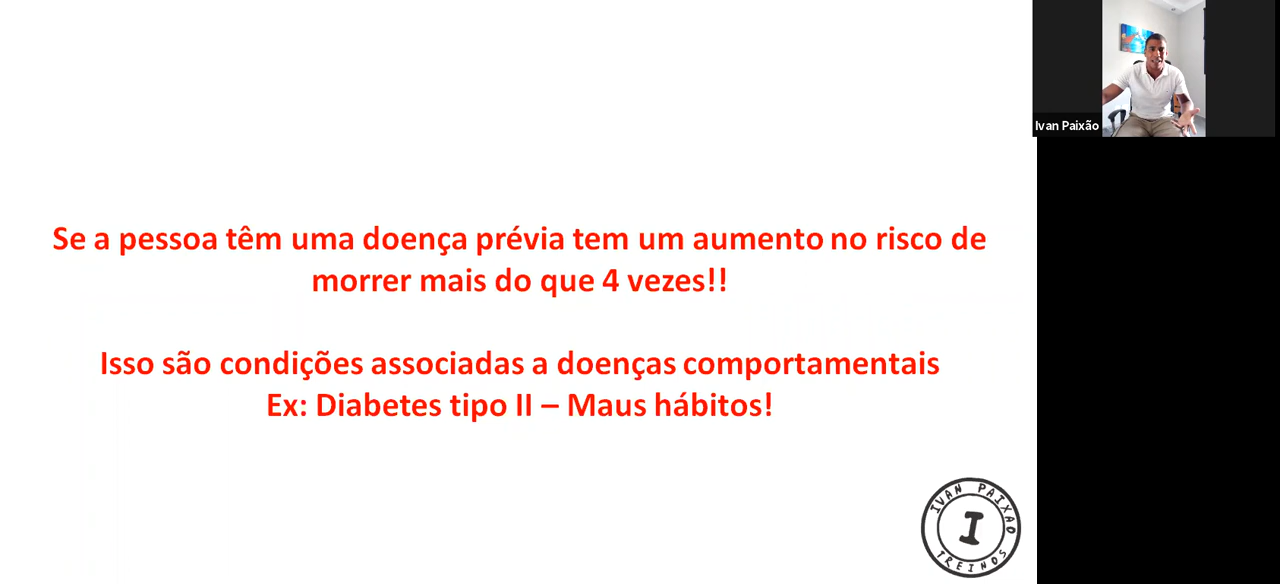 Ivan Paixão
Se a pessoa têm uma doença prévia tem um aumento no risco de
morrer mais do que 4 vezes!!
Isso são condições associadas a doenças comportamentais
Ex: Diabetes tipo II – Maus hábitos!
IVAN PAIXAO
I
TREINOS